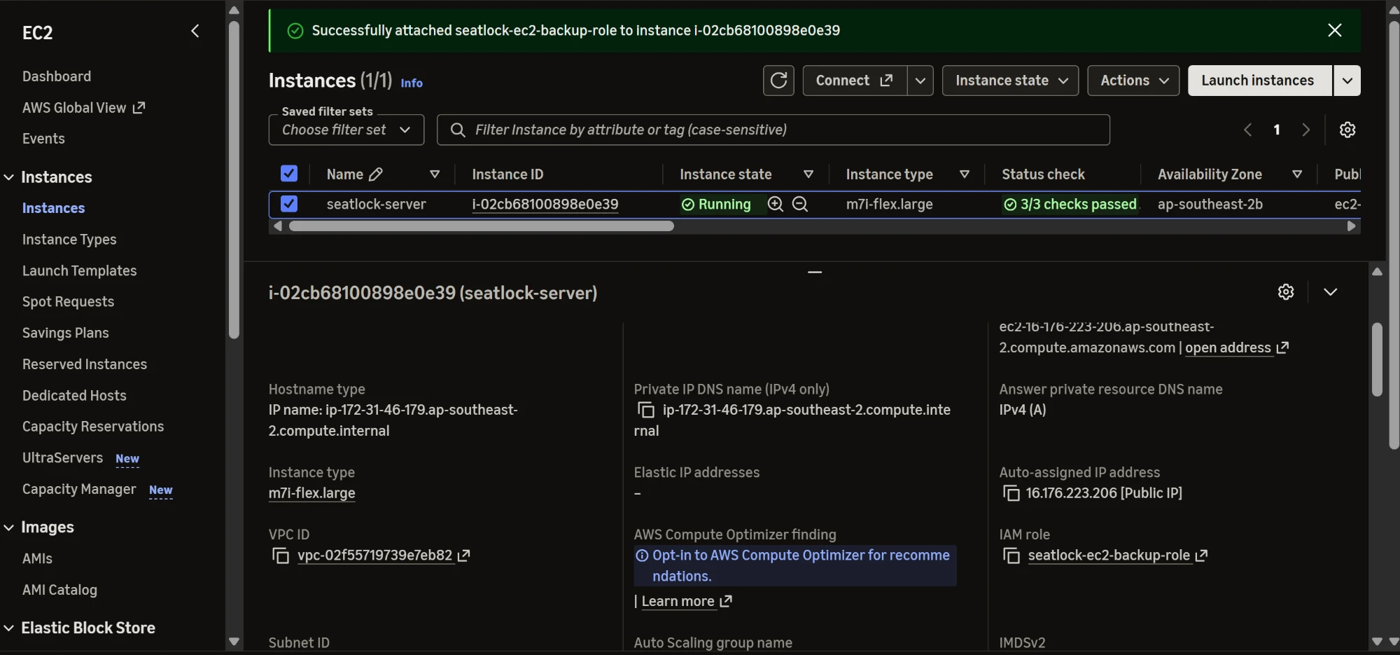 EC2
Dashboard
AWS Global View
Events
Instances
Instances
Instance Types
Launch Templates
Spot Requests
Savings Plans
Reserved Instances
Dedicated Hosts
Capacity Reservations
UltraServers New
Capacity Manager New
Images
AMIs
AMI Catalog
Elastic Block Store
Successfully attached seatlock-ec2-backup-role to instance i-02cb68100898e0e39
Instances (1/1) Info
Connect
Instance state
Actions
Launch instances
Saved filter sets
Choose filter set
Filter Instance by attribute or tag (case-sensitive)
1
Name Instance ID Instance state Instance type Status check Availability Zone Publ
seatlock-server i-02cb68100898e0e39 Running m7i-flex.large 3/3 checks passed ap-southeast-2b ec2-
i-02cb68100898e0e39 (seatlock-server)
ec2-16-176-223-206.ap-southeast-
2.compute.amazonaws.com | open address
Hostname type
IP name: ip-172-31-46-179.ap-southeast-
2.compute.internal
Private IP DNS name (IPv4 only)
ip-172-31-46-179.ap-southeast-2.compute.inte
rnal
Answer private resource DNS name
IPv4 (A)
Instance type
m7i-flex.large
Elastic IP addresses
–
Auto-assigned IP address
16.176.223.206 [Public IP]
VPC ID
vpc-02f55719739e7eb82
AWS Compute Optimizer finding
Opt-in to AWS Compute Optimizer for recomme
ndations.
| Learn more
IAM role
seatlock-ec2-backup-role
Subnet ID
Auto Scaling group name
IMDSv2